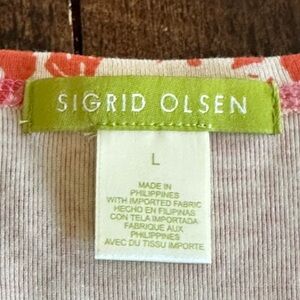 SIGRID OLSEN
L
MADE IN
PHILIPPINES
WITH IMPORTED FABRIC
HECHO EN FILIPINAS
CON TELA IMPORTADA
FABRIQUE AUX
PHILIPPINES
AVEC DU TISSU IMPORTE